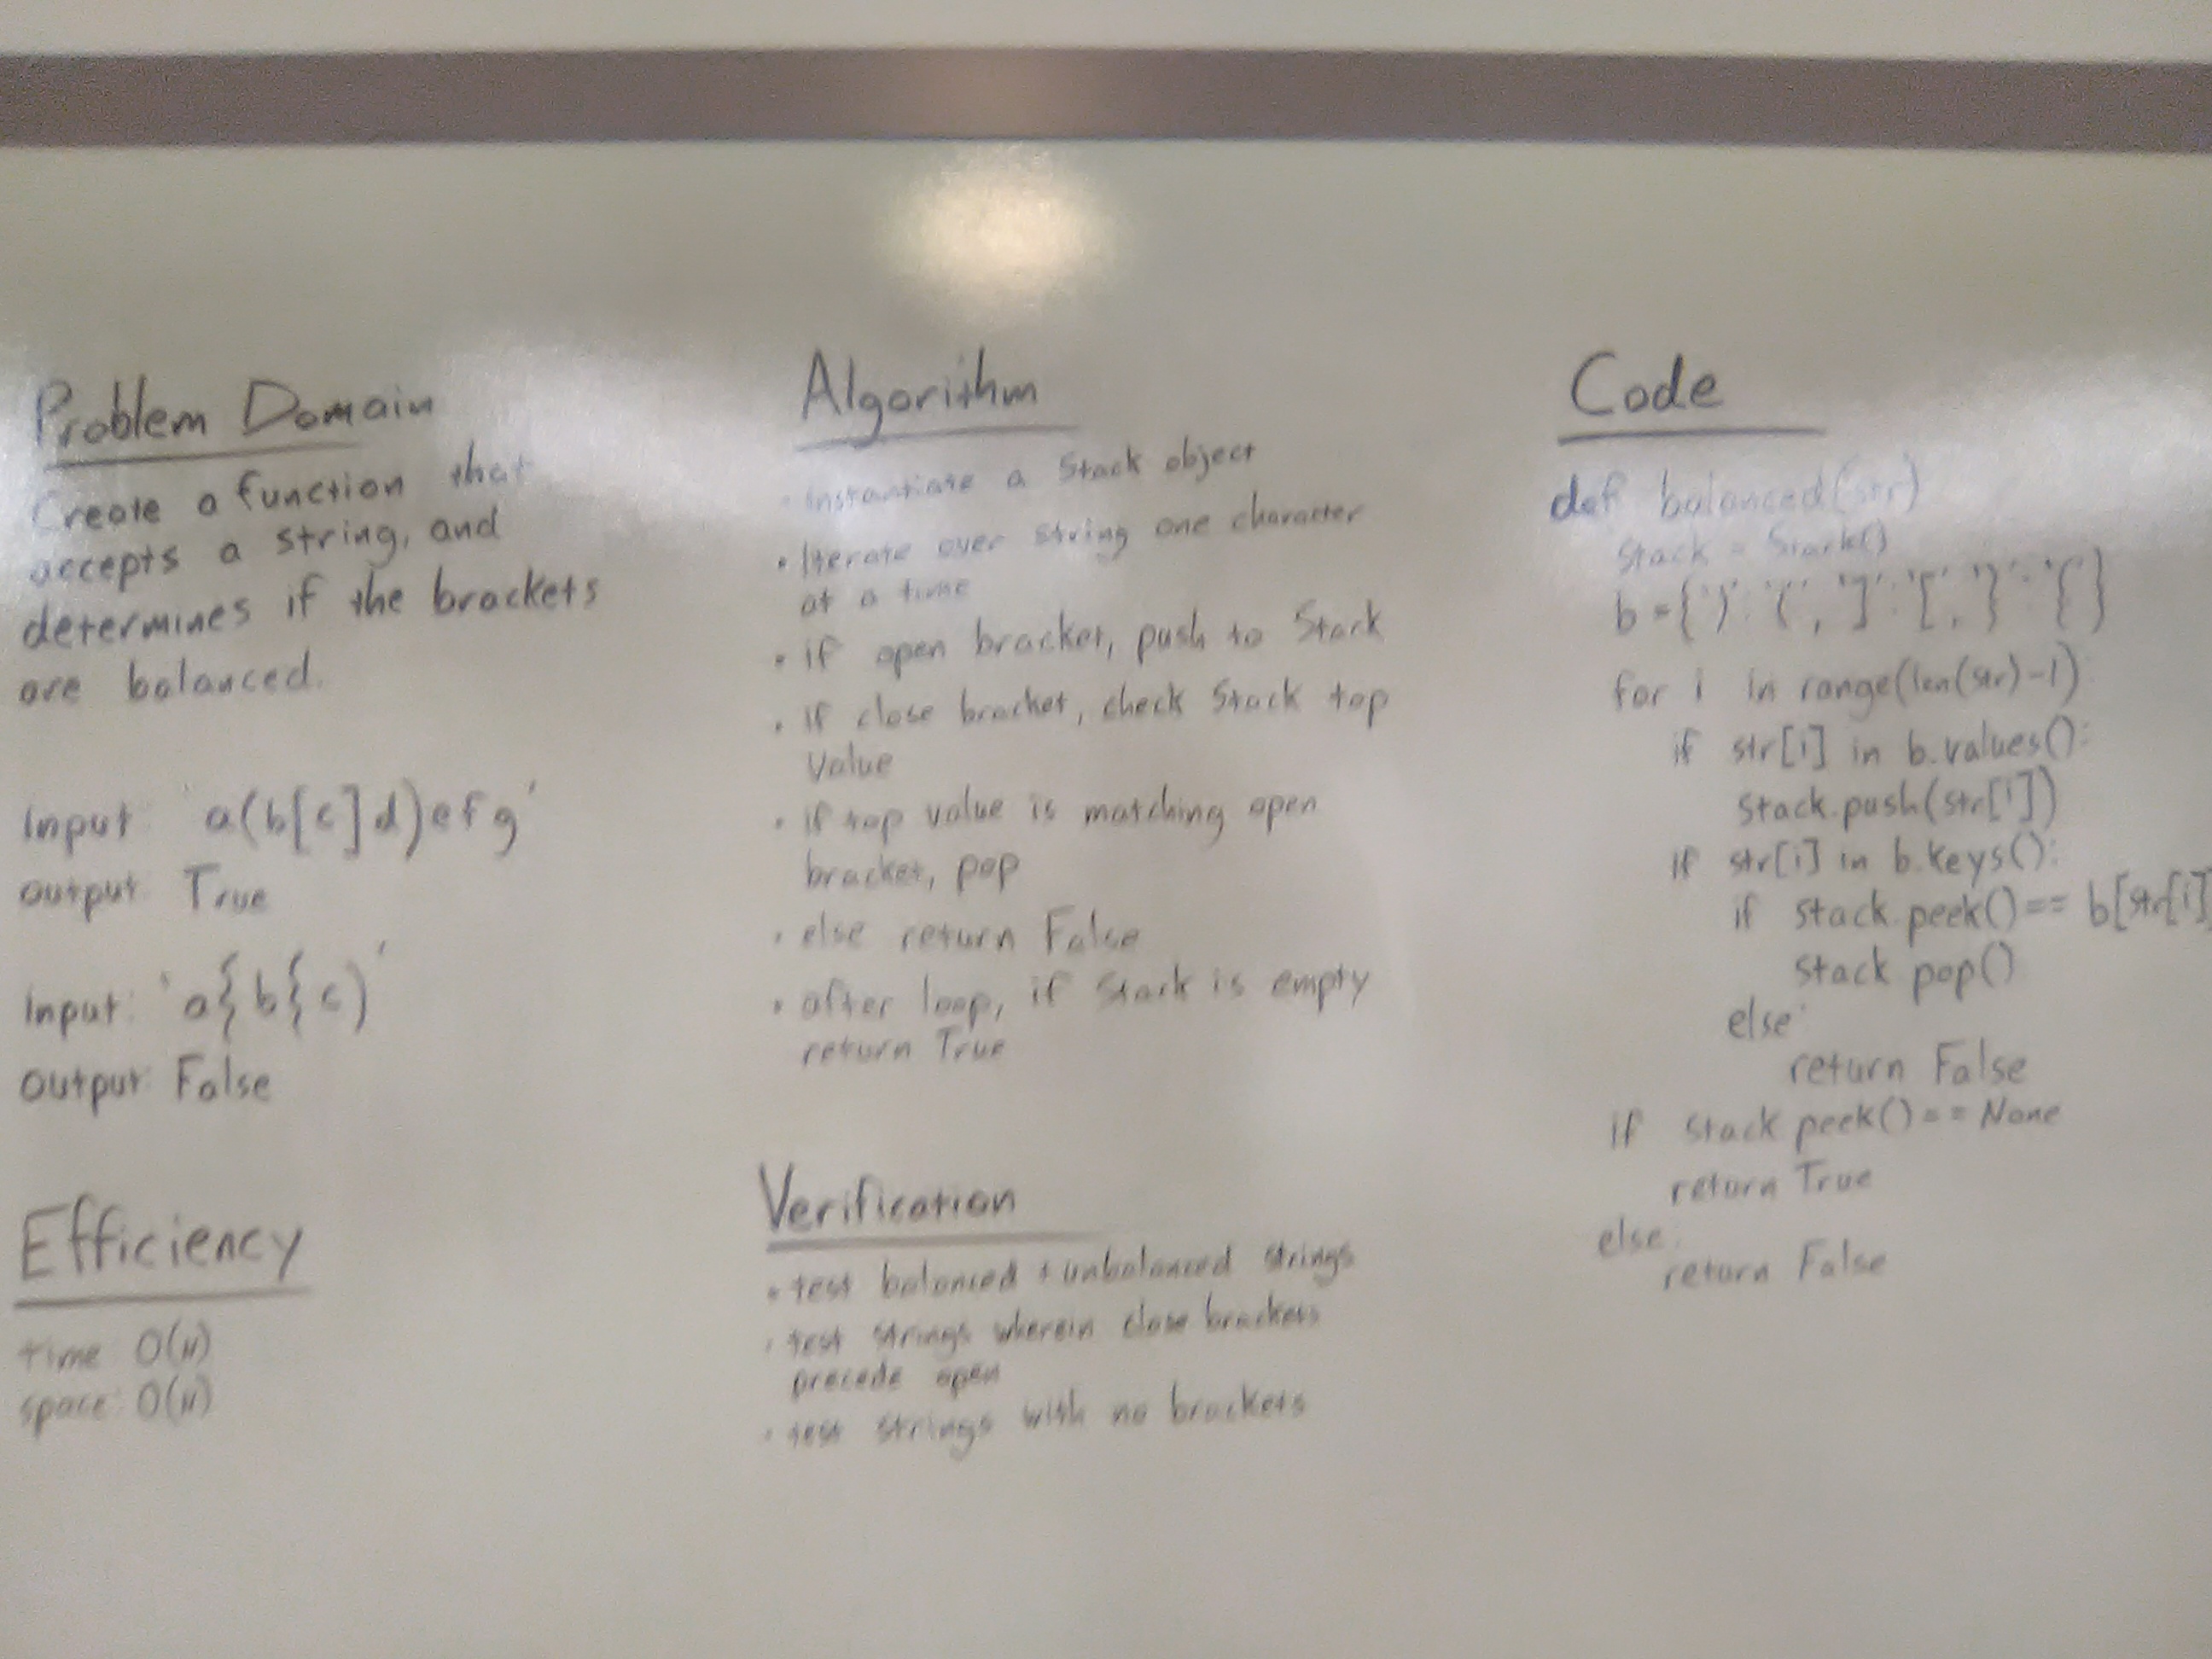 Problem Domain
Create a function that
accepts a string, and
determines if the brackets
are balanced.
Input: 'a(b[c]d)efg'
output: True
Input: 'a{b{c)'
Output: False
Efficiency
time: O(N)
space: O(N)
Algorithm
• Instantiate a Stack object
• Iterate over string one character
at a time
• if open bracket, push to Stack
• if close bracket, check Stack top
Value
• if top value is matching open
bracket, pop
• else return False
• after loop, if Stack is empty
return True
Verification
• test balanced + unbalanced strings
• test strings wherein close brackets
precede open
• test strings with no brackets
Code
def balanced(str)
stack = Stack()
b = {')':'(', ']':'[', '}':'{'}
for i in range(len(str)-1):
if str[i] in b.values():
Stack.push(str[i])
if str[i] in b.keys():
if stack.peek() == b[str[i]
stack pop()
else:
return False
if stack peek() == None
return True
else:
return False